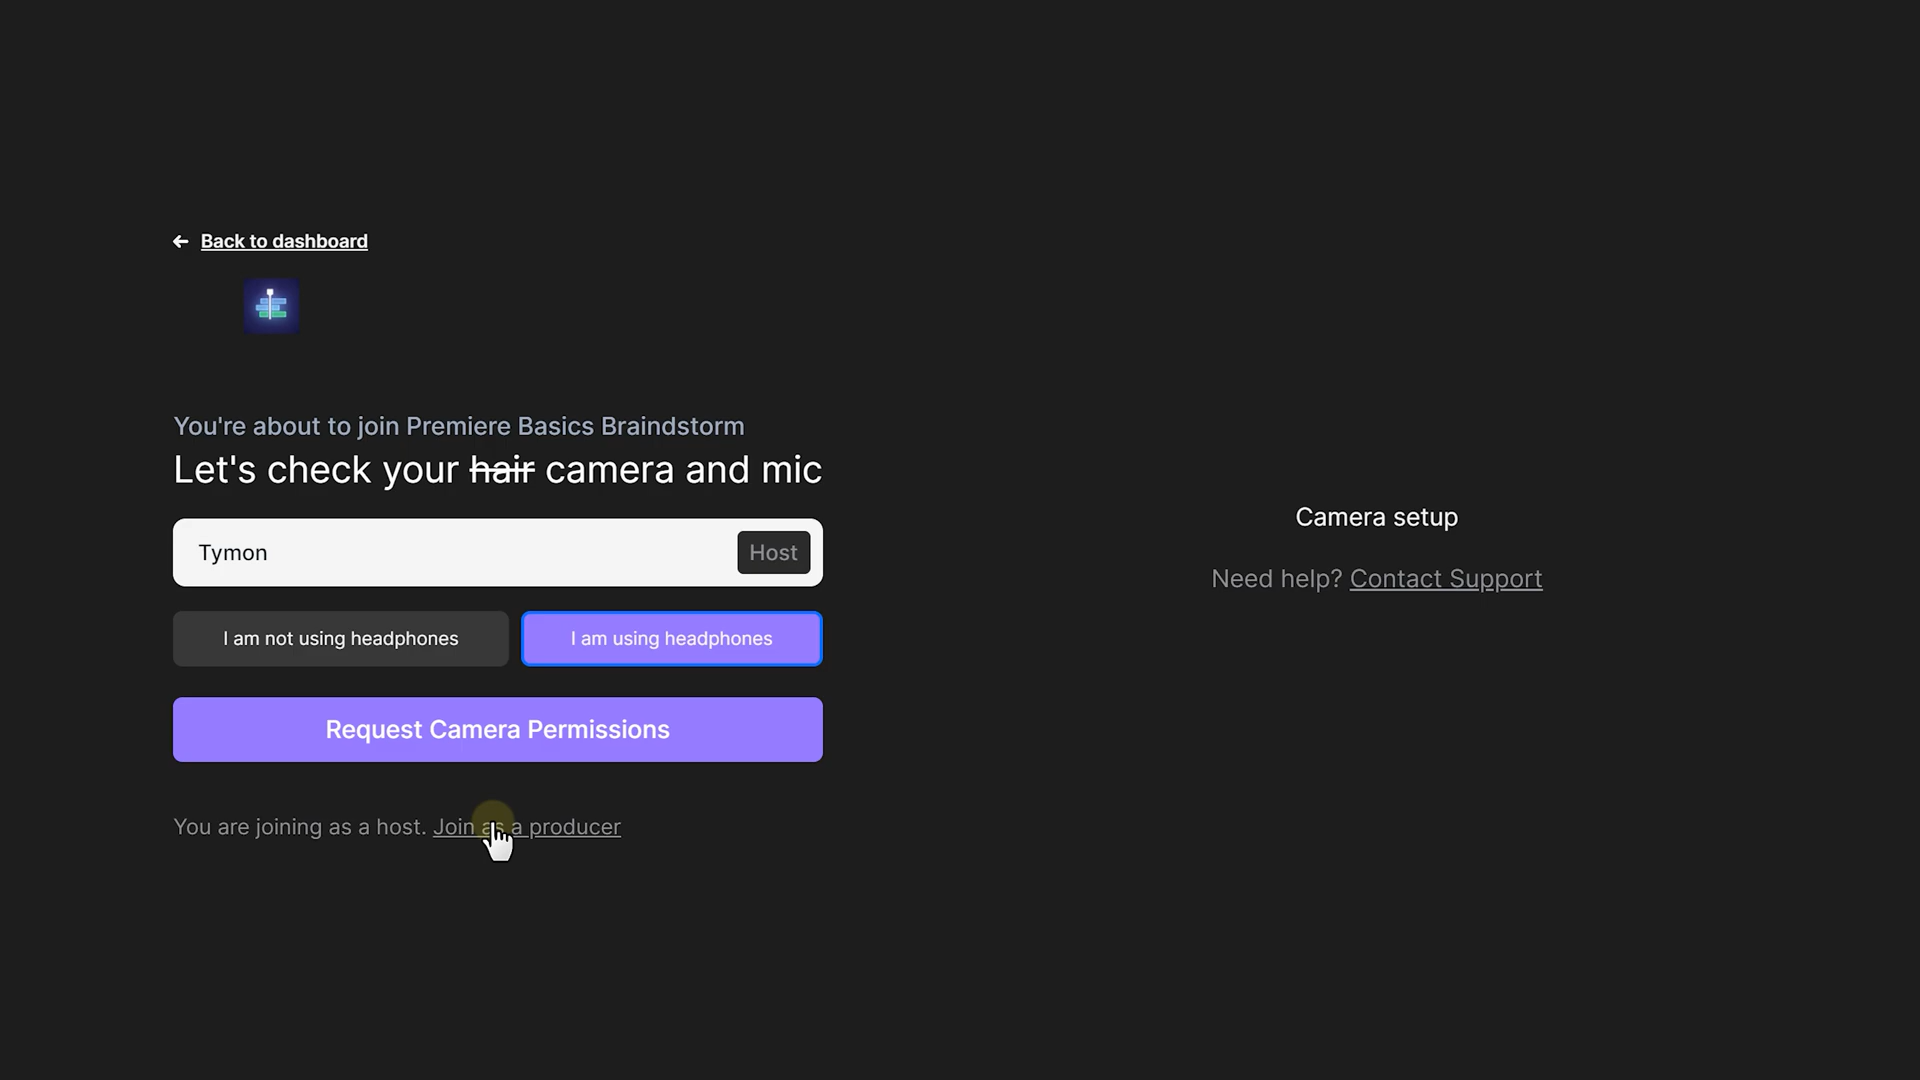 Back to dashboard
You're about to join Premiere Basics Braindstorm
Let's check your hair camera and mic
Tymon Host
I am not using headphones I am using headphones
Request Camera Permissions
You are joining as a host. Join as a producer
Camera setup
Need help? Contact Support